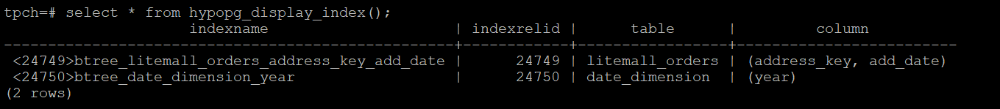 tpch=# select * from hypopg_display_index();
                     indexname                      | indexrelid |      table      |         column
----------------------------------------------------+------------+-----------------+-------------------------
 <24749>btree_litemall_orders_address_key_add_date |      24749 | litemall_orders | (address_key, add_date)
 <24750>btree_date_dimension_year                  |      24750 | date_dimension  | (year)
(2 rows)